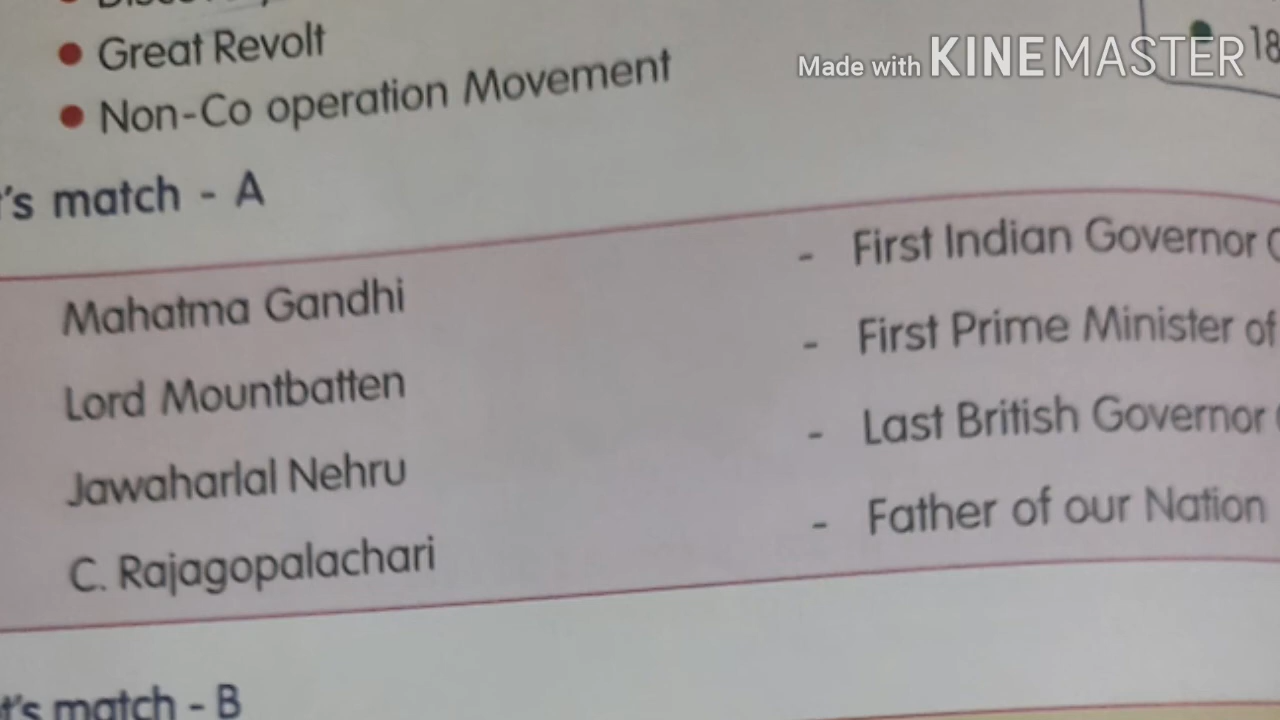 Great Revolt
Non-Co operation Movement
Made with KINEMASTER
18
's match - A
Mahatma Gandhi - First Indian Governor
Lord Mountbatten - First Prime Minister of
Jawaharlal Nehru - Last British Governor
C. Rajagopalachari - Father of our Nation
t's match - B